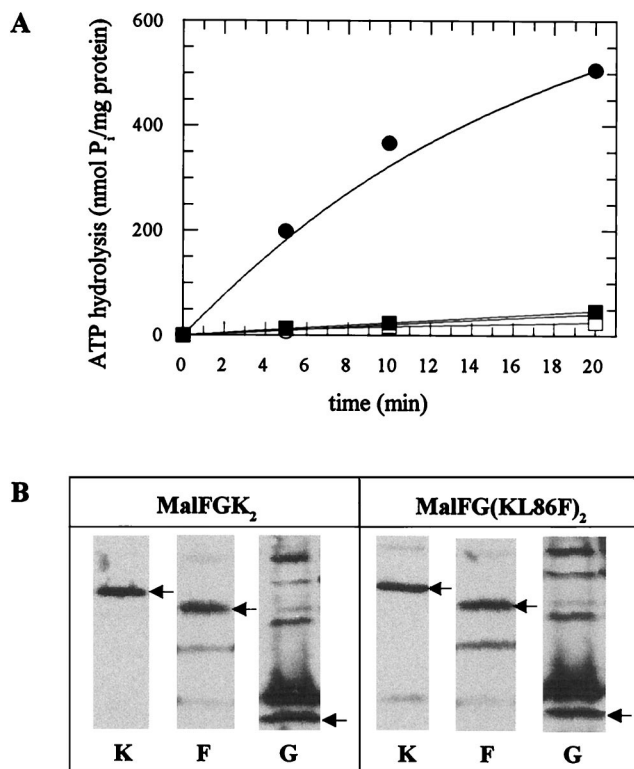 A
ATP hydrolysis (nmol Pi/mg protein)
600
400
200
0
0 2 4 6 8 10 12 14 16 18 20
time (min)
B
MalFGK2
MalFG(KL86F)2
K F G K F G